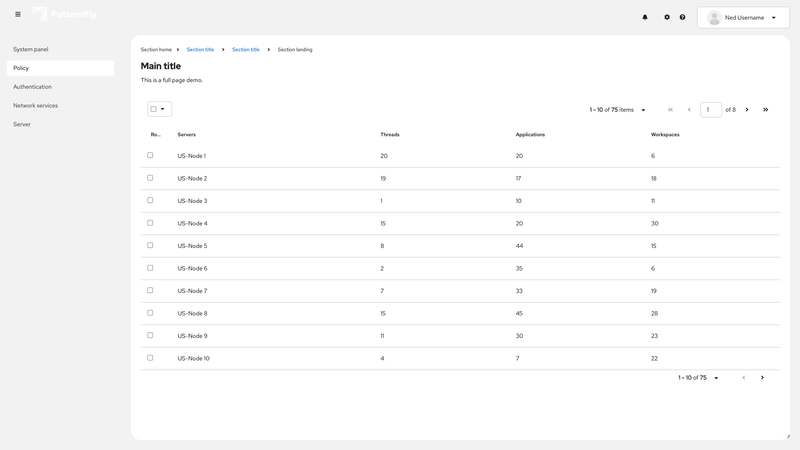 PatternFly
Ned Username
System panel
Policy
Authentication
Network services
Server
Section home Section title Section title Section landing
Main title
This is a full page demo.
1 - 10 of 75 items 1 of 8
Ro... Servers Threads Applications Workspaces
US-Node 1 20 20 6
US-Node 2 19 17 18
US-Node 3 1 10 11
US-Node 4 15 20 30
US-Node 5 8 44 15
US-Node 6 2 35 6
US-Node 7 7 33 19
US-Node 8 15 45 28
US-Node 9 11 30 23
US-Node 10 4 7 22
1 - 10 of 75